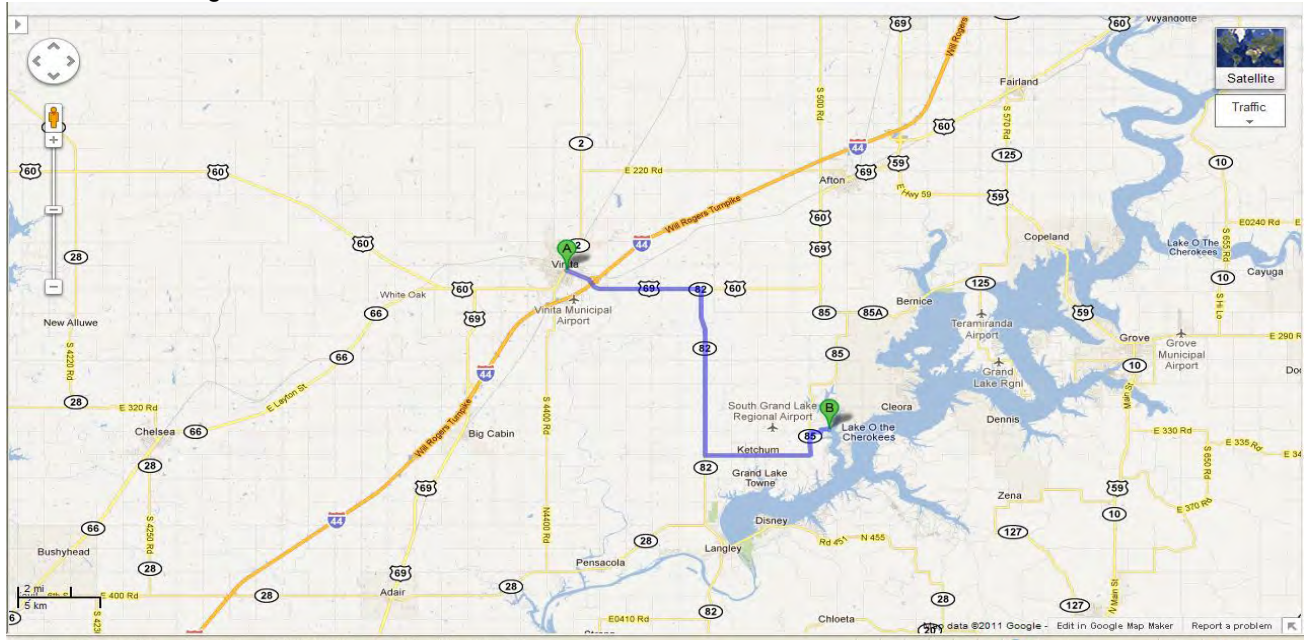 69
60
Wyandotte
Will Rogers
Satellite
Fairland
S 500 Rd
Traffic
S 570 Rd
60
2
44
125
60
60
E 220 Rd
69
59
10
Afton
E Hwy 59
59
Will Rogers Turnpike
60
E0240 Rd
Copeland
S 655 Rd
60
44
69
Lake O The
Cherokees
A
2
Vinita
28
Cayuga
10
White Oak
60
69
82
60
125
Bernice
S Hi Lo
Vinita Municipal
Airport
66
69
85
85A
59
New Alluwe
Teramiranda
Airport
Grove
E 290 R
S 4220 Rd
66
82
85
Grove
Municipal
Airport
44
Grand
Lake Rgnl
10
E Layton St
28
E 320 Rd
S 4400 Rd
South Grand Lake
Regional Airport
B
Cleora
Main St
Dennis
Chelsea
66
Big Cabin
85
Lake O the
Cherokees
E 330 Rd
E 335
E 34
Will Rogers Turnpike
Ketchum
28
82
Grand Lake
Towne
S 650 Rd
69
59
Zena
66
S 4250 Rd
44
N4400 Rd
Disney
10
E 370 Rd
127
Bushyhead
28
Langley
Rd 451
N 455
28
Pensacola
69
28
2 mi
5 km
E 400 Rd
28
Adair
28
N Main St
127
82
E0410 Rd
Chloeta
Map data ©2011 Google - Edit in Google Map Maker Report a problem